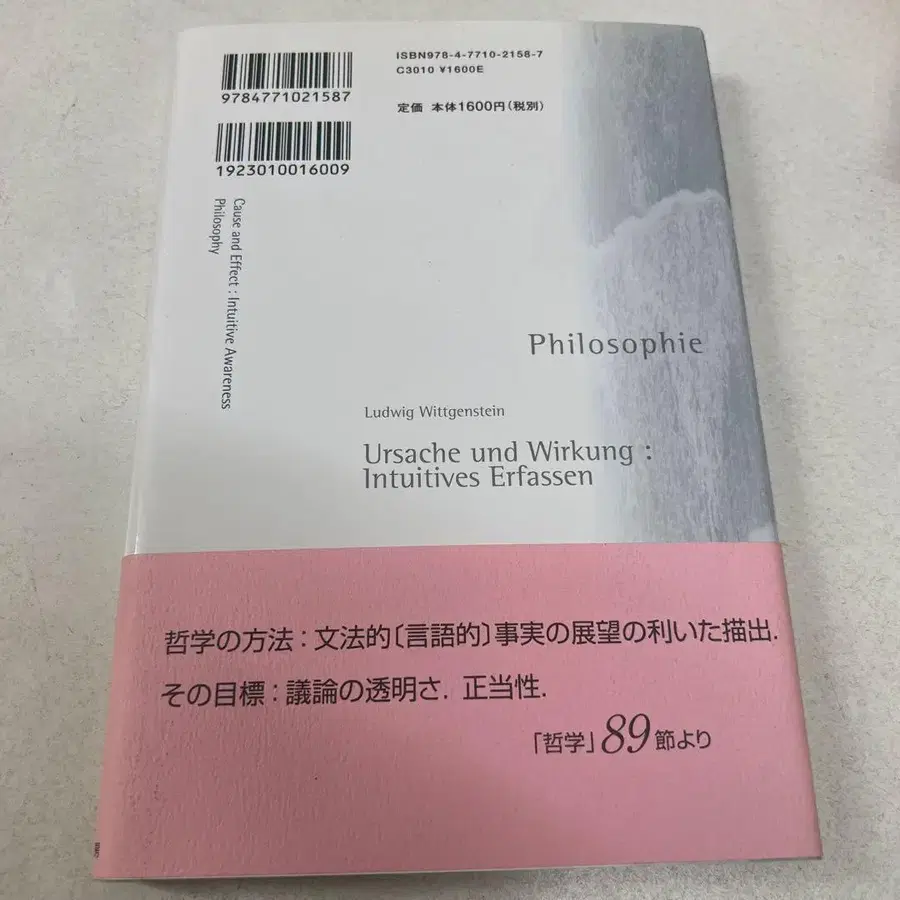 ISBN978-4-7710-2158-7
C3010 ¥1600E
9784771021587
定価 本体1600円(税別)
1923010016009
Cause and Effect : Intuitive Awareness
Philosophy
Philosophie
Ludwig Wittgenstein
Ursache und Wirkung :
Intuitives Erfassen
哲学の方法：文法的〔言語的〕事実の展望の利いた描出.
その目標：議論の透明さ. 正当性.
「哲学」89節より